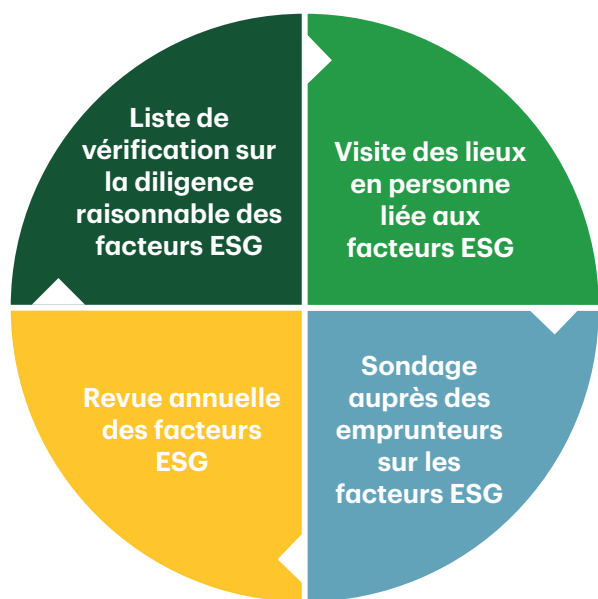 Liste de
vérification sur
la diligence
raisonnable des
facteurs ESG
Visite des lieux
en personne
liée aux
facteurs ESG
Sondage
auprès des
emprunteurs
sur les
facteurs ESG
Revue annuelle
des facteurs
ESG